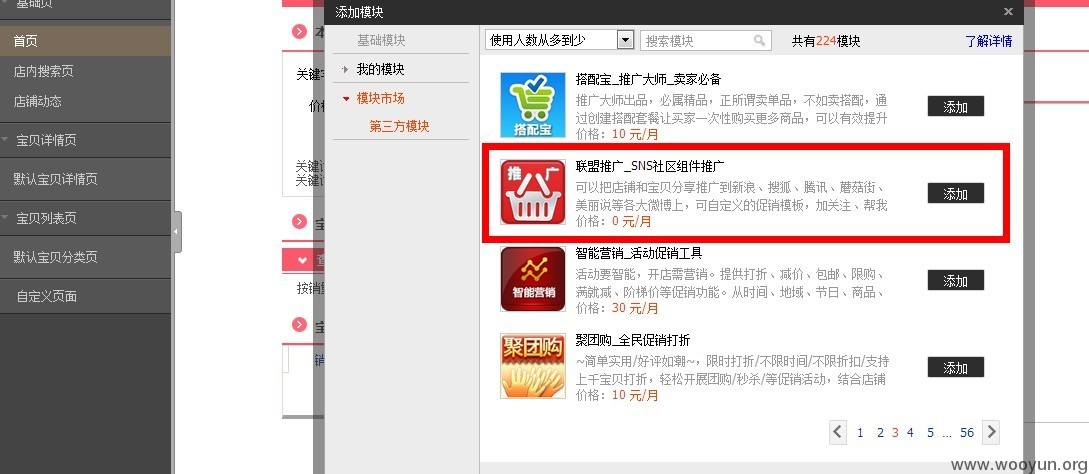 基础页
首页
店内搜索页
店铺动态
宝贝详情页
默认宝贝详情页
宝贝列表页
默认宝贝分类页
自定义页面
关键
价
关键
关键
按销
销
添加模块
×
基础模块
我的模块
模块市场
第三方模块
使用人数从多到少
搜索模块
共有224模块
了解详情
搭配宝
搭配宝_推广大师_卖家必备
推广大师出品，必属精品，正所谓卖单品，不如卖搭配，通
过创建搭配套餐让买家一次性购买更多商品，可以有效提升
价格：10 元/月
添加
推广
联盟推广_SNS社区组件推广
可以把店铺和宝贝分享推广到新浪、搜狐、腾讯、蘑菇街、
美丽说等各大微博上，可自定义的促销模板，加关注、帮我
价格：0 元/月
添加
智能营销
智能营销_活动促销工具
活动要智能，开店需营销。提供打折、减价、包邮、限购、
满就减、阶梯价等促销功能。从时间、地域、节日、商品、
价格：30 元/月
添加
聚团购
聚团购_全民促销打折
~简单实用/好评如潮~，限时打折/不限时间/不限折扣/支持
上千宝贝打折，轻松开展团购/秒杀/等促销活动，结合店铺
价格：10 元/月
添加
1 2 3 4 5 ... 56
www.wooyun.org